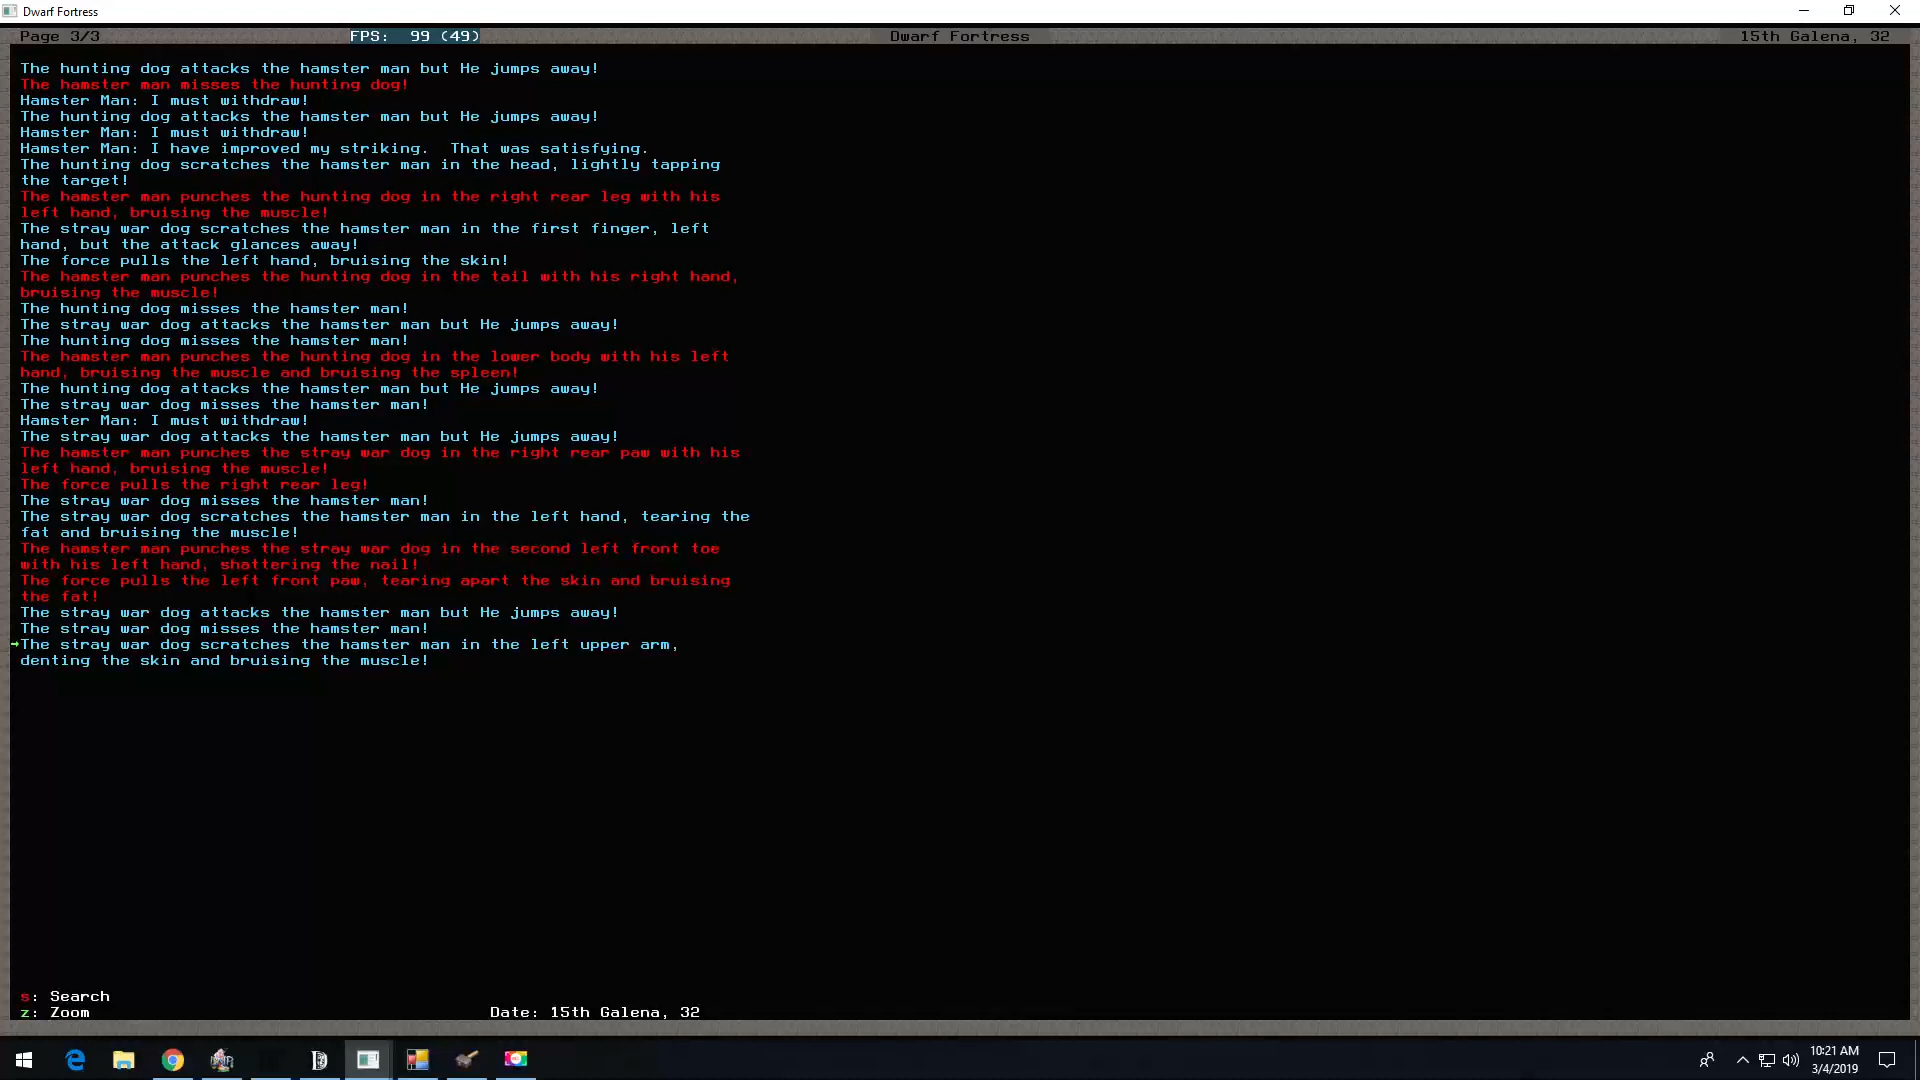 Dwarf Fortress
Page 3/3 FPS: 99 (49) Dwarf Fortress 15th Galena, 32
The hunting dog attacks the hamster man but He jumps away!
The hamster man misses the hunting dog!
Hamster Man: I must withdraw!
The hunting dog attacks the hamster man but He jumps away!
Hamster Man: I must withdraw!
Hamster Man: I have improved my striking.  That was satisfying.
The hunting dog scratches the hamster man in the head, lightly tapping
the target!
The hamster man punches the hunting dog in the right rear leg with his
left hand, bruising the muscle!
The stray war dog scratches the hamster man in the first finger, left
hand, but the attack glances away!
The force pulls the left hand, bruising the skin!
The hamster man punches the hunting dog in the tail with his right hand,
bruising the muscle!
The hunting dog misses the hamster man!
The stray war dog attacks the hamster man but He jumps away!
The hunting dog misses the hamster man!
The hamster man punches the hunting dog in the lower body with his left
hand, bruising the muscle and bruising the spleen!
The hunting dog attacks the hamster man but He jumps away!
The stray war dog misses the hamster man!
Hamster Man: I must withdraw!
The stray war dog attacks the hamster man but He jumps away!
The hamster man punches the stray war dog in the right rear paw with his
left hand, bruising the muscle!
The force pulls the right rear leg!
The stray war dog misses the hamster man!
The stray war dog scratches the hamster man in the left hand, tearing the
fat and bruising the muscle!
The hamster man punches the stray war dog in the second left front toe
with his left hand, shattering the nail!
The force pulls the left front paw, tearing apart the skin and bruising
the fat!
The stray war dog attacks the hamster man but He jumps away!
The stray war dog misses the hamster man!
→The stray war dog scratches the hamster man in the left upper arm,
denting the skin and bruising the muscle!
s: Search
z: Zoom Date: 15th Galena, 32
10:21 AM
3/4/2019